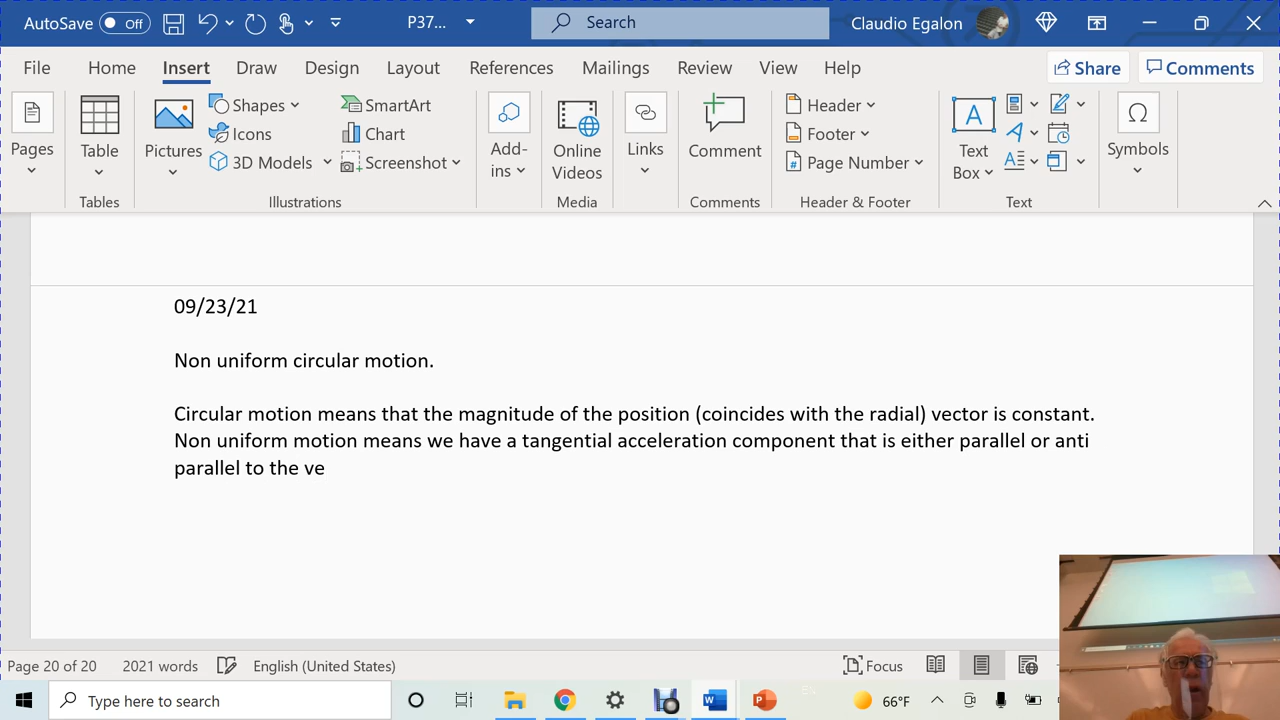 AutoSave Off P37... Search Claudio Egalon
File Home Insert Draw Design Layout References Mailings Review View Help Share Comments
Pages Table Pictures Shapes Icons 3D Models SmartArt Chart Screenshot Add-ins Online Videos Links Comment Header Footer Page Number Text Box Symbols
Tables Illustrations Media Comments Header & Footer Text
09/23/21
Non uniform circular motion.
Circular motion means that the magnitude of the position (coincides with the radial) vector is constant.
Non uniform motion means we have a tangential acceleration component that is either parallel or anti
parallel to the ve
Page 20 of 20 2021 words English (United States) Focus
Type here to search 66°F